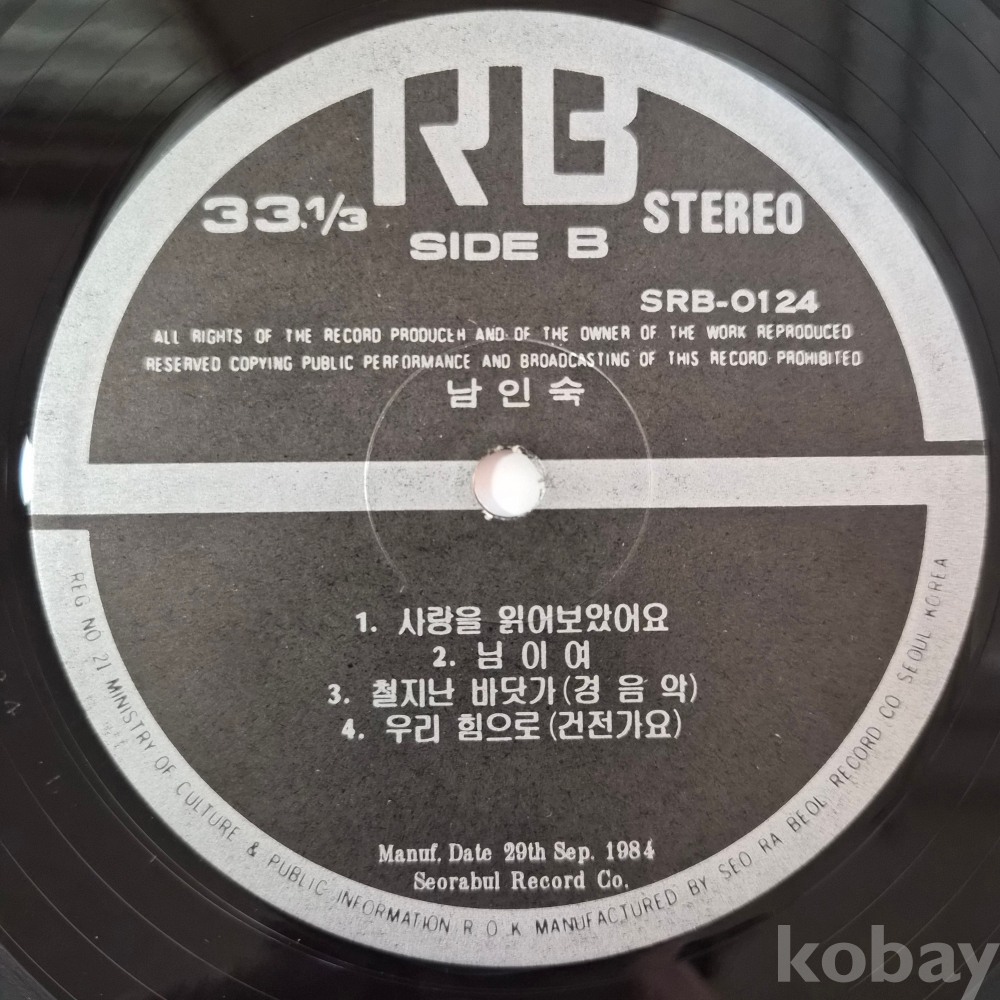 RB
33.1/3
STEREO
SIDE B
SRB-0124
ALL RIGHTS OF THE RECORD PRODUCEH AND OF THE OWNER OF THE WORK REPRODUCED
RESERVED COPYING PUBLIC PERFORMANCE AND BROADCASTING OF THIS RECORD PROHIBITED
남 인 숙
1. 사랑을 읽어보았어요
2. 님 이 여
3. 철지난 바닷가 (경 음 악)
4. 우리 힘으로 (건전가요)
Manuf. Date 29th Sep. 1984
Seorabul Record Co.
REG NO 21 MINISTRY OF CULTURE & PUBLIC INFORMATION R O K MANUFACTURED BY SEO RA BEOL RECORD CO SEOUL KOREA
kobay